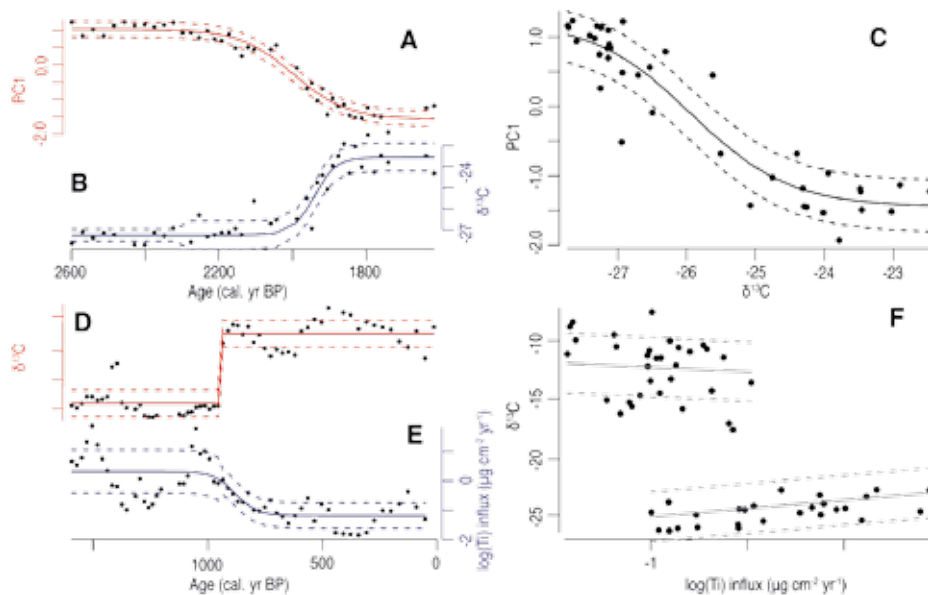 A
PC1
0.0
-2.0
B
-24
-27
δ¹³C
2600
2200
1800
Age (cal. yr BP)
C
PC1
1.0
0.0
-1.0
-2.0
-27
-26
-25
-24
-23
δ¹³C
D
δ¹³C
E
0
-2
log(Ti) influx (µg cm⁻² yr⁻¹)
1000
500
0
Age (cal. yr BP)
F
δ¹³C
-10
-15
-25
-1
log(Ti) influx (µg cm⁻² yr⁻¹)